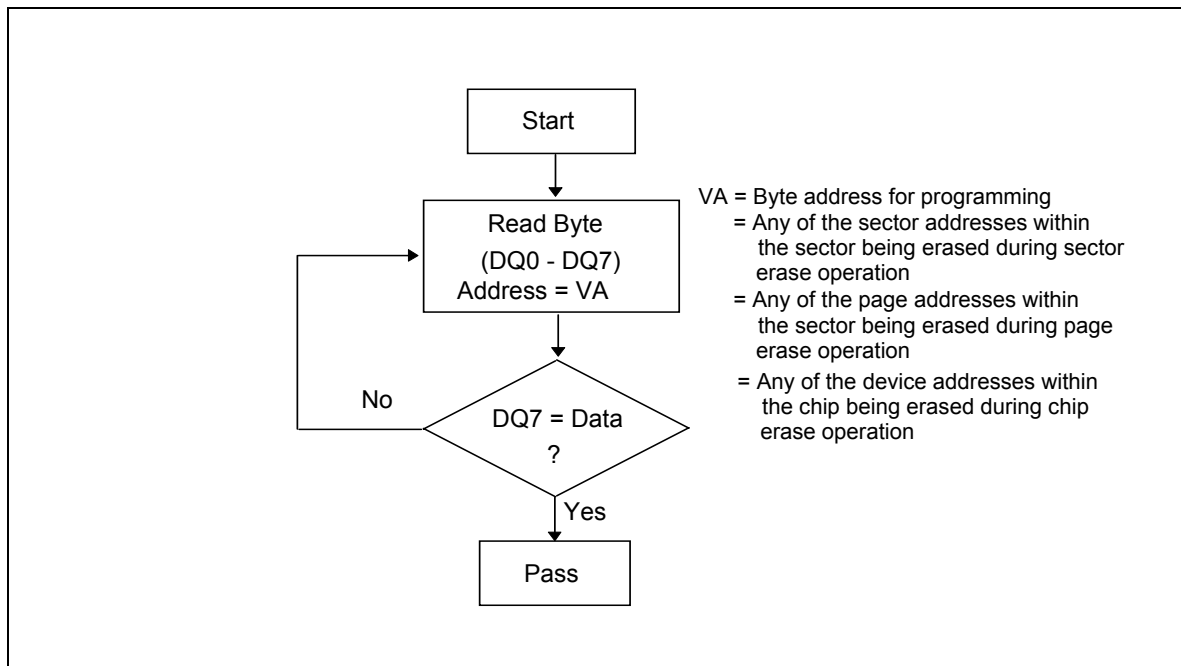 Start
Read Byte
(DQ0 - DQ7)
Address = VA
VA = Byte address for programming
= Any of the sector addresses within
the sector being erased during sector
erase operation
= Any of the page addresses within
the sector being erased during page
erase operation
= Any of the device addresses within
the chip being erased during chip
erase operation
No
DQ7 = Data
?
Yes
Pass